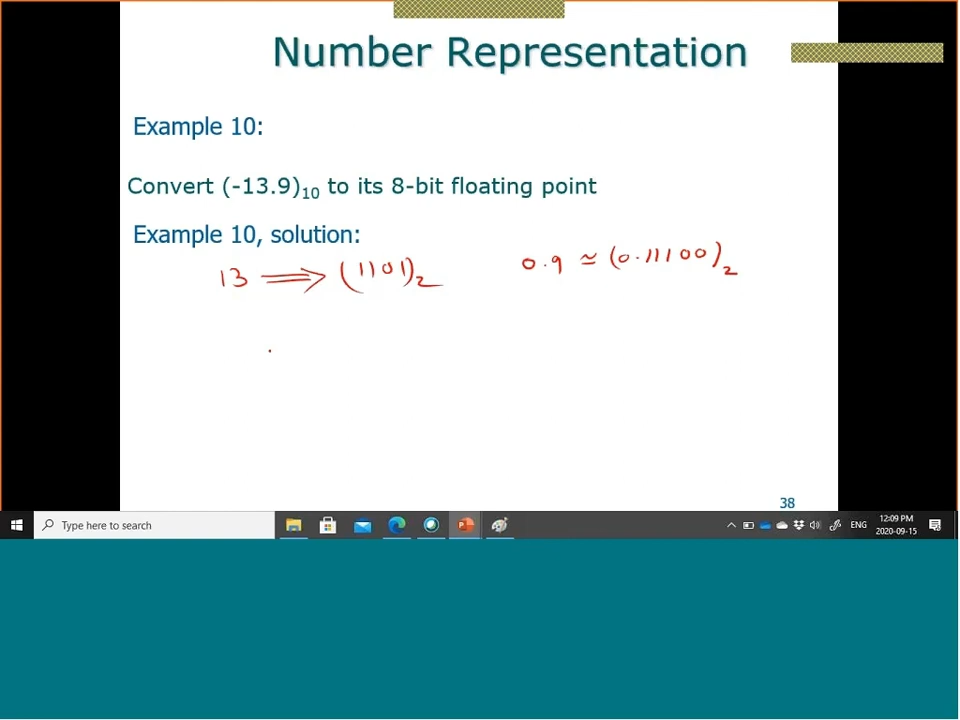 Number Representation
Example 10:
Convert (-13.9)10 to its 8-bit floating point
Example 10, solution:
13 ⟹ (1101)2
0.9 ≈ (0.11100)2
38
Type here to search
ENG
12:09 PM
2020-09-15